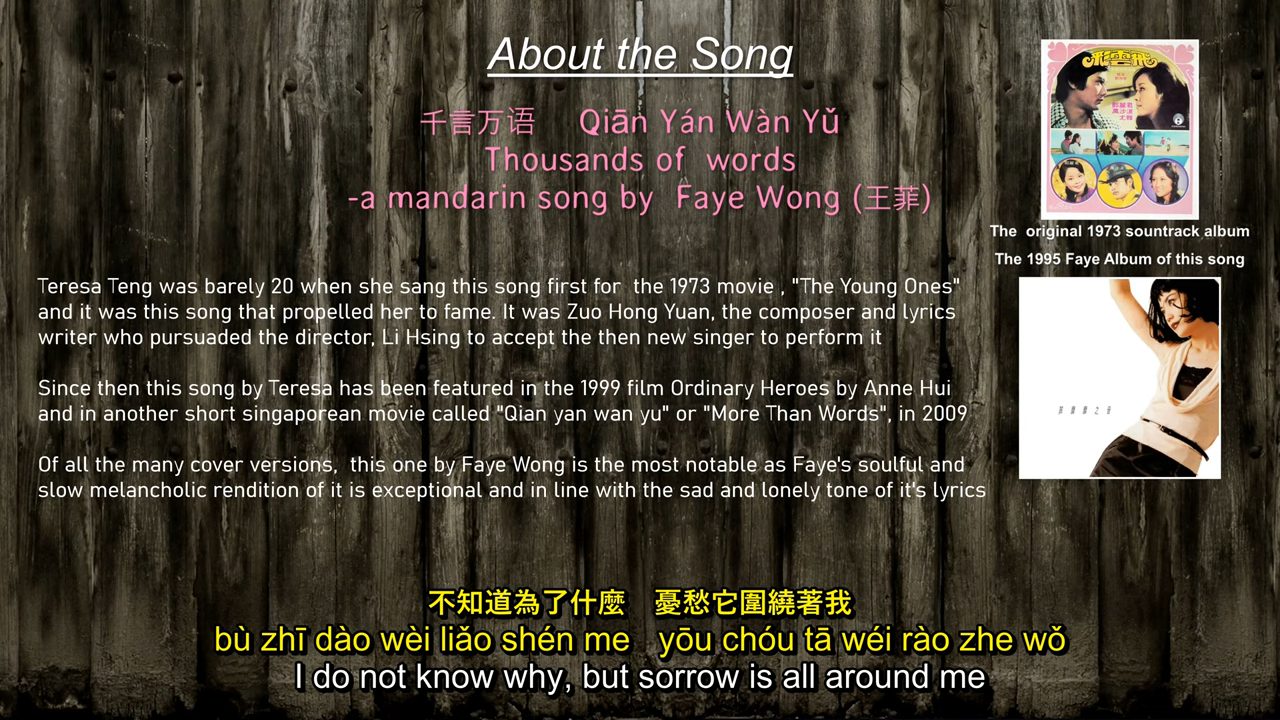 About the Song
千言万语 Qiān Yán Wàn Yǔ
Thousands of words
-a mandarin song by Faye Wong (王菲)
彩雲飛
The original 1973 sountrack album
The 1995 Faye Album of this song
Teresa Teng was barely 20 when she sang this song first for the 1973 movie , "The Young Ones"
and it was this song that propelled her to fame. It was Zuo Hong Yuan, the composer and lyrics
writer who pursuaded the director, Li Hsing to accept the then new singer to perform it
Since then this song by Teresa has been featured in the 1999 film Ordinary Heroes by Anne Hui
and in another short singaporean movie called "Qian yan wan yu" or "More Than Words", in 2009
Of all the many cover versions, this one by Faye Wong is the most notable as Faye's soulful and
slow melancholic rendition of it is exceptional and in line with the sad and lonely tone of it's lyrics
不知道為了什麼 憂愁它圍繞著我
bù zhī dào wèi liǎo shén me yōu chóu tā wéi rào zhe wǒ
I do not know why, but sorrow is all around me